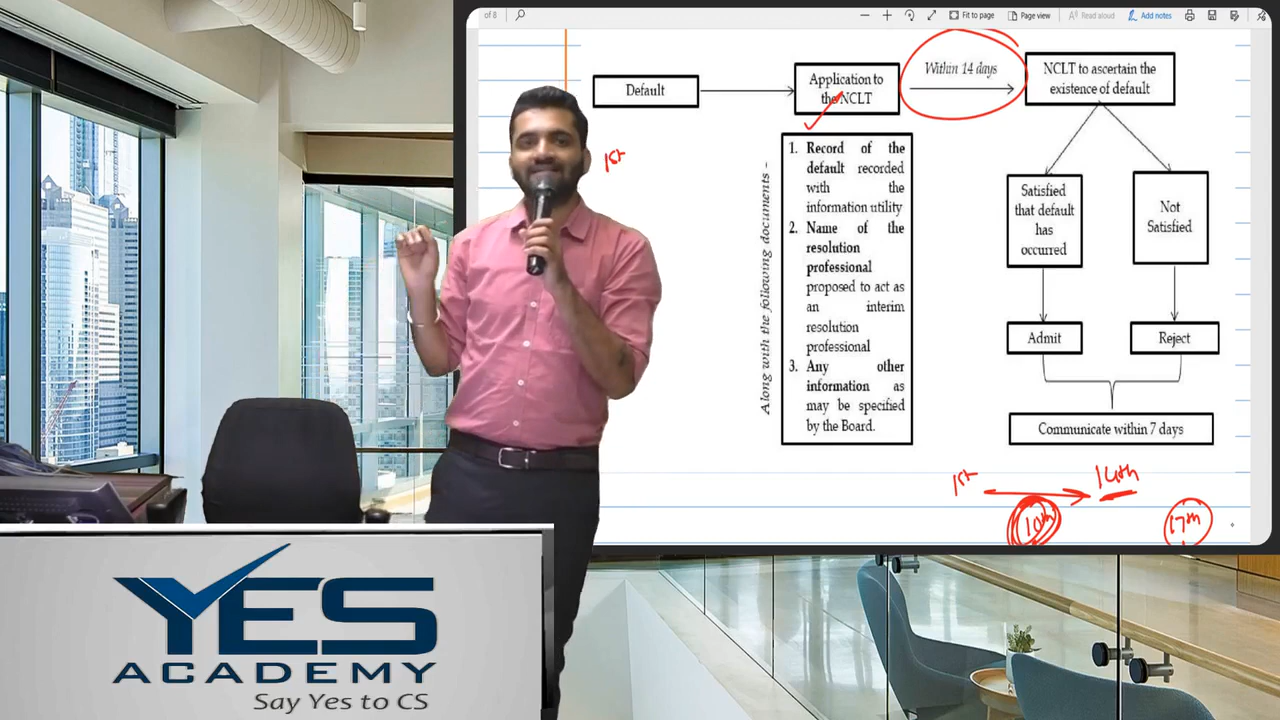 of 8
Fit to page
Page view
Read aloud
Add notes
Default
Application to
the NCLT
Within 14 days
NCLT to ascertain the
existence of default
1st
Along with the following documents -
1. Record of the
default recorded
with the
information utility
2. Name of the
resolution
professional
proposed to act as
an interim
resolution
professional
3. Any other
information as
may be specified
by the Board.
Satisfied
that default
has
occurred
Not
Satisfied
Admit
Reject
Communicate within 7 days
1st
14th
10th
17th
YES
ACADEMY
Say Yes to CS